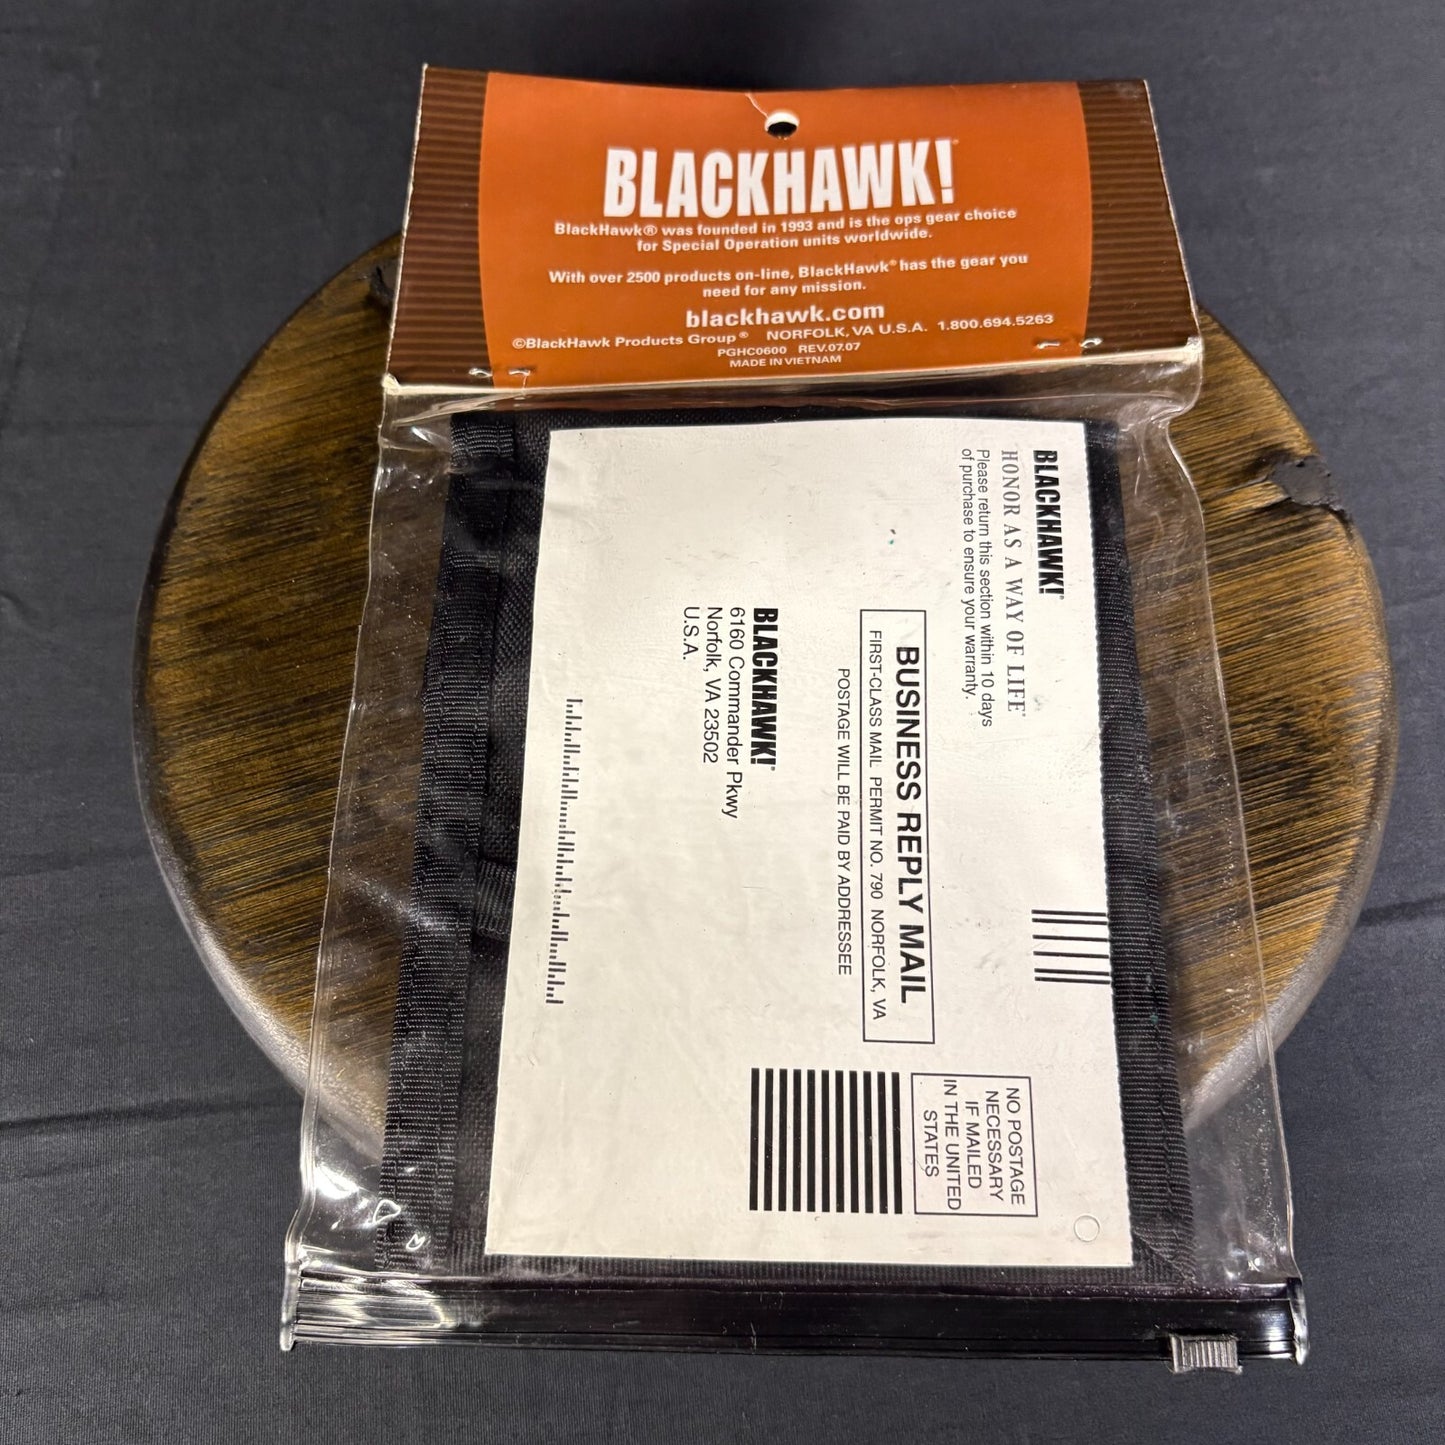 BLACKHAWK!
BlackHawk® was founded in 1993 and is the ops gear choice
for Special Operation units worldwide.
With over 2500 products on-line, BlackHawk® has the gear you
need for any mission.
blackhawk.com
©BlackHawk Products Group® NORFOLK, VA U.S.A. 1.800.694.5263
PGHC0600 REV.07.07
MADE IN VIETNAM
BLACKHAWK!
HONOR AS A WAY OF LIFE
Please return this section within 10 days
of purchase to ensure your warranty.
NO POSTAGE
NECESSARY
IF MAILED
IN THE UNITED
STATES
BUSINESS REPLY MAIL
FIRST-CLASS MAIL PERMIT NO. 790 NORFOLK, VA
POSTAGE WILL BE PAID BY ADDRESSEE
BLACKHAWK!
6160 Commander Pkwy
Norfolk, VA 23502
U.S.A.